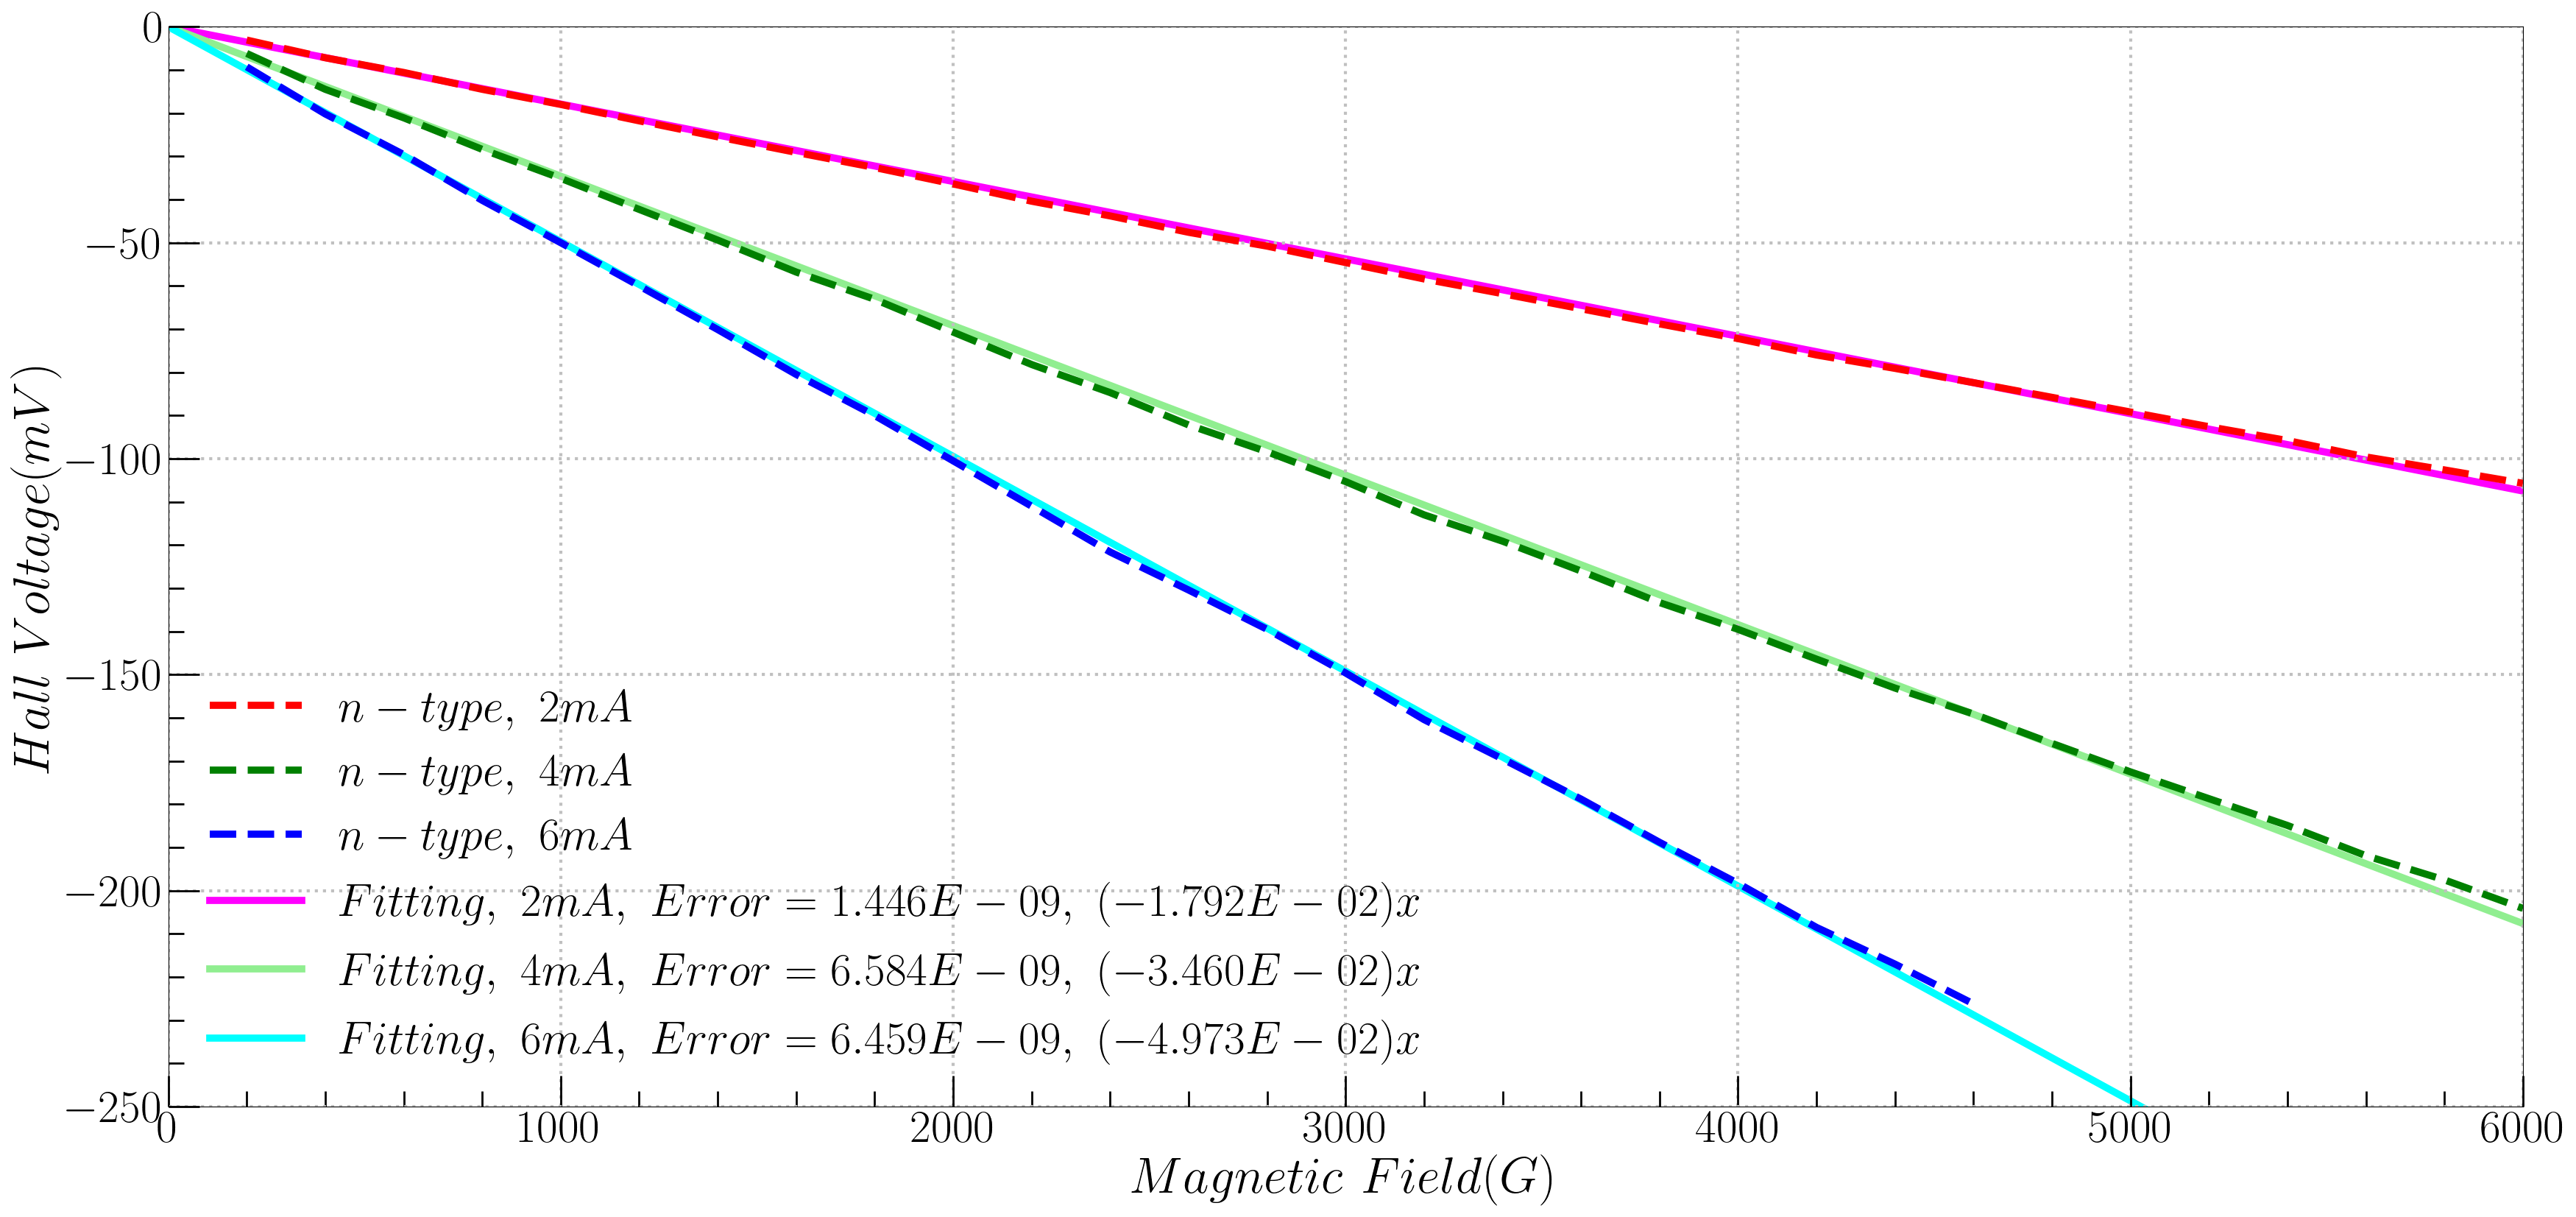 Hall Voltage(mV)
0
−50
−100
−150
−200
−250
n − type, 2mA
n − type, 4mA
n − type, 6mA
Fitting, 2mA, Error = 1.446E − 09, (−1.792E − 02)x
Fitting, 4mA, Error = 6.584E − 09, (−3.460E − 02)x
Fitting, 6mA, Error = 6.459E − 09, (−4.973E − 02)x
0 1000 2000 3000 4000 5000 6000
Magnetic Field(G)